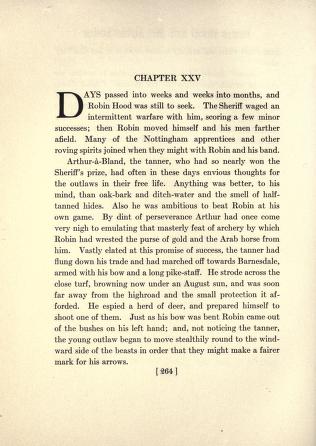 CHAPTER XXV
DAYS passed into weeks and weeks into months, and
Robin Hood was still to seek. The Sheriff waged an
intermittent warfare with him, scoring a few minor
successes; then Robin moved himself and his men farther
afield. Many of the Nottingham apprentices and other
roving spirits joined when they might with Robin and his band.
Arthur-à-Bland, the tanner, who had so nearly won the
Sheriff's prize, had often in these days envious thoughts for
the outlaws in their free life. Anything was better, to his
mind, than oak-bark and ditch-water and the smell of half-
tanned hides. Also he was ambitious to beat Robin at his
own game. By dint of perseverance Arthur had once come
very nigh to emulating that masterly feat of archery by which
Robin had wrested the purse of gold and the Arab horse from
him. Vastly elated at this promise of success, the tanner had
flung down his trade and had marched off towards Barnesdale,
armed with his bow and a long pike-staff. He strode across the
close turf, browning now under an August sun, and was soon
far away from the highroad and the small protection it af-
forded. He espied a herd of deer, and prepared himself to
shoot one of them. Just as his bow was bent Robin came out
of the bushes on his left hand; and, not noticing the tanner,
the young outlaw began to move stealthily round to the wind-
ward side of the beasts in order that they might make a fairer
mark for his arrows.
[ 264 ]